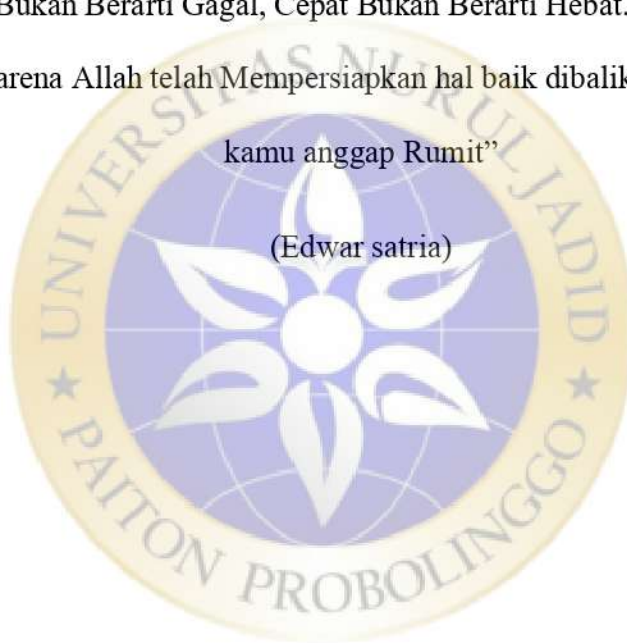 Bukan Berarti Gagal, Cepat Bukan Berarti Hebat.
arena Allah telah Mempersiapkan hal baik dibalik
kamu anggap Rumit”
(Edwar satria)
UNIVERSITAS NURUL JADID
★ PAITON PROBOLINGGO ★